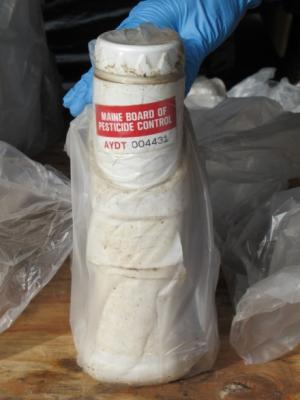 MAINE BOARD OF
PESTICIDE CONTROL
AYDT 004431